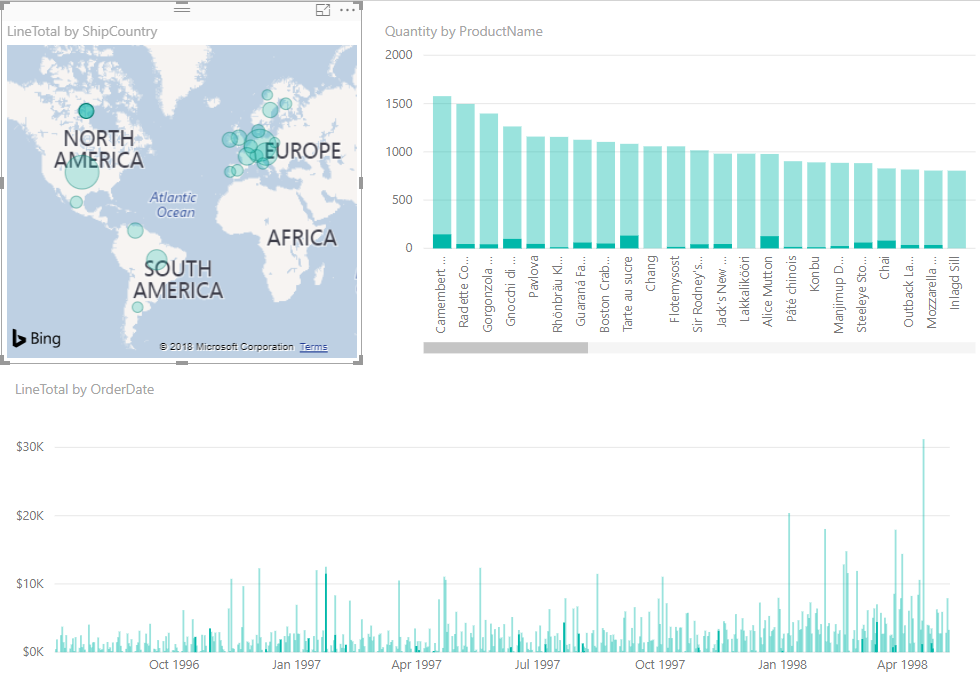 LineTotal by ShipCountry
NORTH
AMERICA
EUROPE
Atlantic
Ocean
AFRICA
SOUTH
AMERICA
Bing
© 2018 Microsoft Corporation Terms
Quantity by ProductName
2000
1500
1000
500
0
Camembert ...
Raclette Co...
Gorgonzola ...
Gnocchi di ...
Pavlova
Rhönbräu Kl...
Guaraná Fa...
Boston Crab...
Tarte au sucre
Chang
Flotemysost
Sir Rodney's...
Jack's New ...
Lakkalikööri
Alice Mutton
Pâté chinois
Konbu
Manjimup D...
Steeleye Sto...
Chai
Outback La...
Mozzarella ...
Inlagd Sill
LineTotal by OrderDate
$30K
$20K
$10K
$0K
Oct 1996
Jan 1997
Apr 1997
Jul 1997
Oct 1997
Jan 1998
Apr 1998